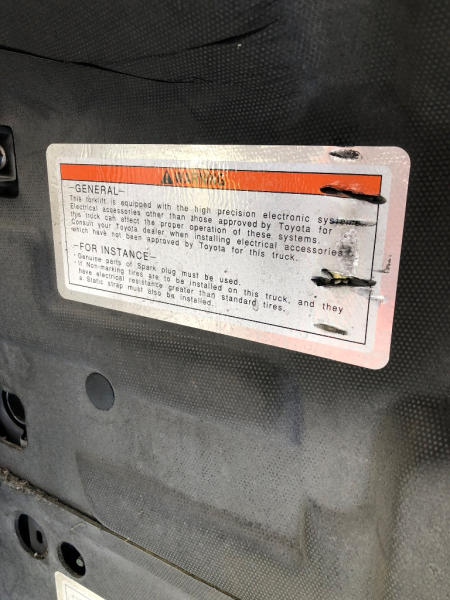 WARNING
-GENERAL-
This forklift is equipped with the high precision electronic systems
Electrical accessories other than those approved by Toyota for
this truck can affect the proper operation of these systems.
Consult your Toyota dealer when installing electrical accessories
which have not been approved by Toyota for this truck.
-FOR INSTANCE-
· Genuine parts of Spark plug must be used.
· If Non-marking tires are to be installed on this truck, and they
have electrical resistance greater than standard tires,
a Static strap must also be installed.